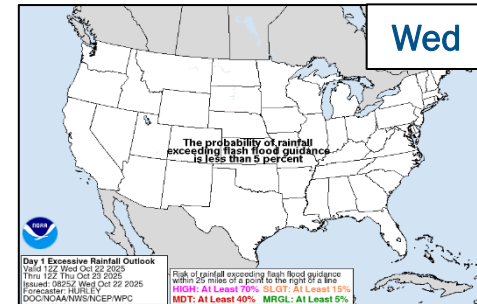 Wed
The probability of rainfall
exceeding flash flood guidance
is less than 5 percent
NOAA
Day 1 Excessive Rainfall Outlook
Valid 12Z Wed Oct 22 2025
Thru 12Z Thu Oct 23 2025
Issued: 0825Z Wed Oct 22 2025
Forecaster: HURLEY
DOC/NOAA/NWS/NCEP/WPC
Risk of rainfall exceeding flash flood guidance
within 25 miles of a point to the right of a line
HIGH: At Least 70% SLGT: At Least 15%
MDT: At Least 40% MRGL: At Least 5%